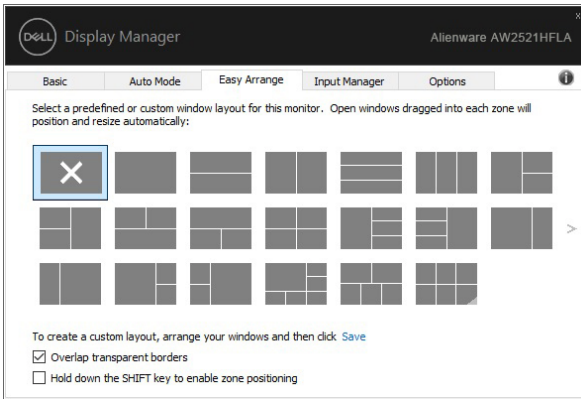 DELL Display Manager Alienware AW2521HFLA
Basic Auto Mode Easy Arrange Input Manager Options
Select a predefined or custom window layout for this monitor. Open windows dragged into each zone will
position and resize automatically:
To create a custom layout, arrange your windows and then click Save
Overlap transparent borders
Hold down the SHIFT key to enable zone positioning